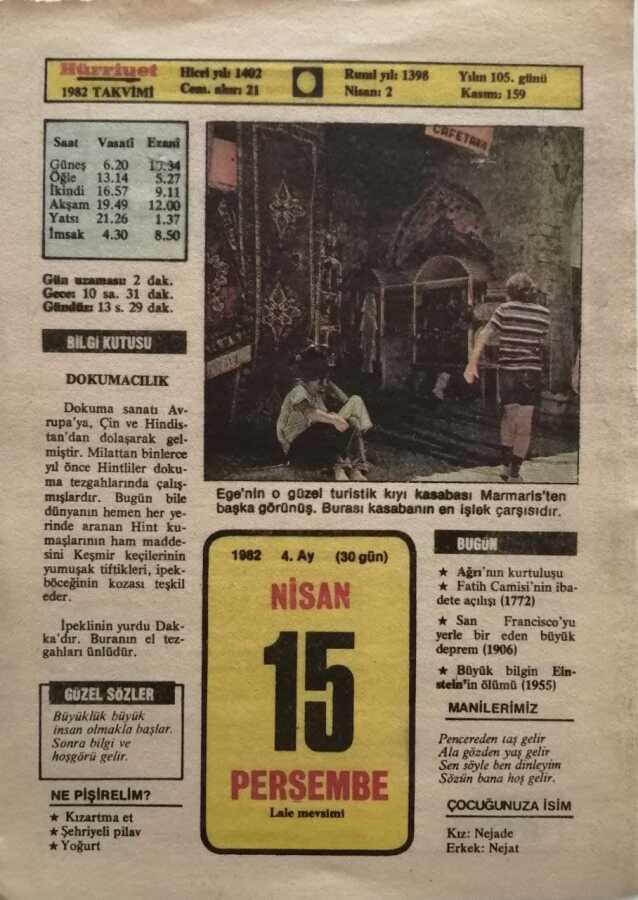 Hürriyet
1982 TAKVİMİ
Hicri yılı 1402
Cem. ahır: 21
Rumi yılı 1398
Nisan: 2
Yılın 105. günü
Kasım: 159
Saat Vasatî Ezanî
Güneş 6.20
Öğle 13.14 5.27
İkindi 16.57 9.11
Akşam 19.49 12.00
Yatsı 21.26 1.37
İmsak 4.30 8.50
Gün uzaması: 2 dak.
Gece: 10 sa. 31 dak.
Gündüz: 13 s. 29 dak.
BİLGİ KUTUSU
DOKUMACILIK
Dokuma sanatı Av-
rupa'ya, Çin ve Hindis-
tan'dan dolaşarak gel-
miştir. Milattan binlerce
yıl önce Hintliler doku-
ma tezgahlarında çalış-
mışlardır. Bugün bile
dünyanın hemen her ye-
rinde aranan Hint ku-
maşlarının ham madde-
sini Keşmir keçilerinin
yumuşak tiftikleri, ipek-
böceğinin kozası teşkil
eder.
İpeklinin yurdu Dak-
ka'dır. Buranın el tez-
gahları ünlüdür.
GÜZEL SÖZLER
Büyüklük büyük
insan olmakla başlar.
Sonra bilgi ve
hoşgörü gelir.
NE PİŞİRELİM?
★ Kızartma et
★ Şehriyeli pilav
★ Yoğurt
CAFETARIA
Ege'nin o güzel turistik kıyı kasabası Marmaris'ten
başka görünüş. Burası kasabanın en işlek çarşısıdır.
1982 4. Ay (30 gün)
NİSAN
15
PERŞEMBE
Lale mevsimi
BUGÜN
★ Ağrı'nın kurtuluşu
★ Fatih Camisi'nin iba-
dete açılışı (1772)
★ San Francisco'yu
yerle bir eden büyük
deprem (1906)
★ Büyük bilgin Ein-
stein'in ölümü (1955)
MANİLERİMİZ
Pencereden taş gelir
Ala gözden yaş gelir
Sen söyle ben dinleyim
Sözün bana hoş gelir.
ÇOCUĞUNUZA İSİM
Kız: Nejade
Erkek: Nejat